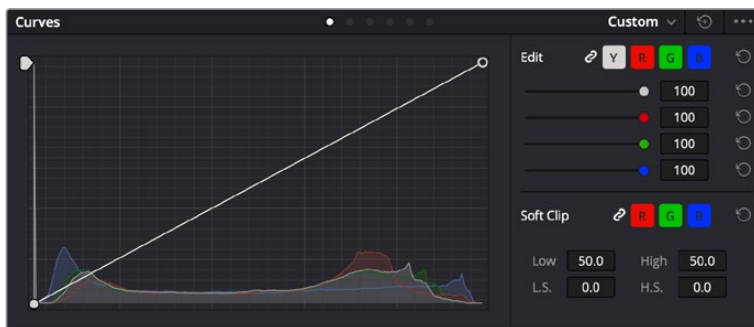 Curves
Custom
Edit
Y R G B
100
100
100
100
Soft Clip
R G B
Low 50.0 High 50.0
L.S. 0.0 H.S. 0.0